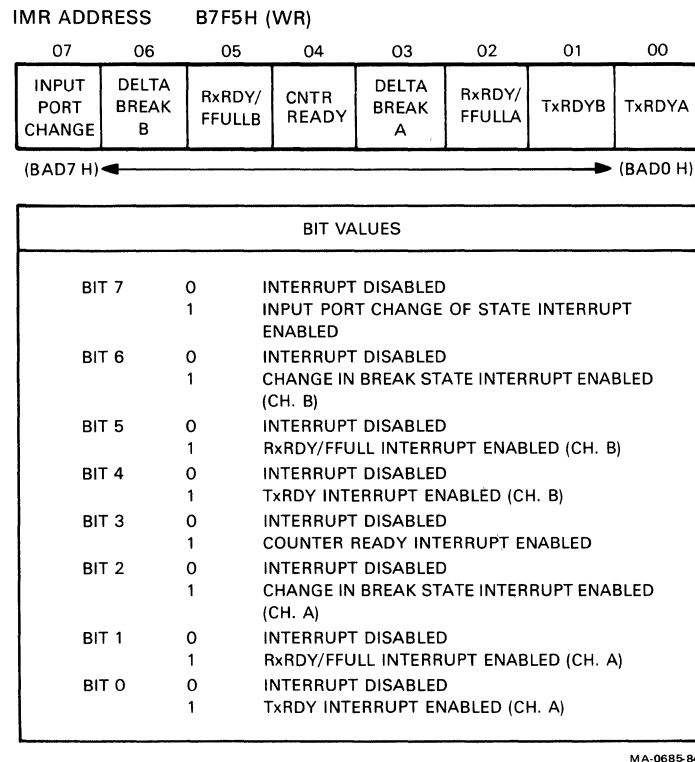 IMR ADDRESS B7F5H (WR)
07 06 05 04 03 02 01 00
INPUT PORT CHANGE
DELTA BREAK B
RxRDY/ FFULLB
CNTR READY
DELTA BREAK A
RxRDY/ FFULLA
TxRDYB
TxRDYA
(BAD7 H) (BAD0 H)
BIT VALUES
BIT 7 0 INTERRUPT DISABLED
1 INPUT PORT CHANGE OF STATE INTERRUPT
ENABLED
BIT 6 0 INTERRUPT DISABLED
1 CHANGE IN BREAK STATE INTERRUPT ENABLED
(CH. B)
BIT 5 0 INTERRUPT DISABLED
1 RxRDY/FFULL INTERRUPT ENABLED (CH. B)
BIT 4 0 INTERRUPT DISABLED
1 TxRDY INTERRUPT ENABLED (CH. B)
BIT 3 0 INTERRUPT DISABLED
1 COUNTER READY INTERRUPT ENABLED
BIT 2 0 INTERRUPT DISABLED
1 CHANGE IN BREAK STATE INTERRUPT ENABLED
(CH. A)
BIT 1 0 INTERRUPT DISABLED
1 RxRDY/FFULL INTERRUPT ENABLED (CH. A)
BIT O 0 INTERRUPT DISABLED
1 TxRDY INTERRUPT ENABLED (CH. A)